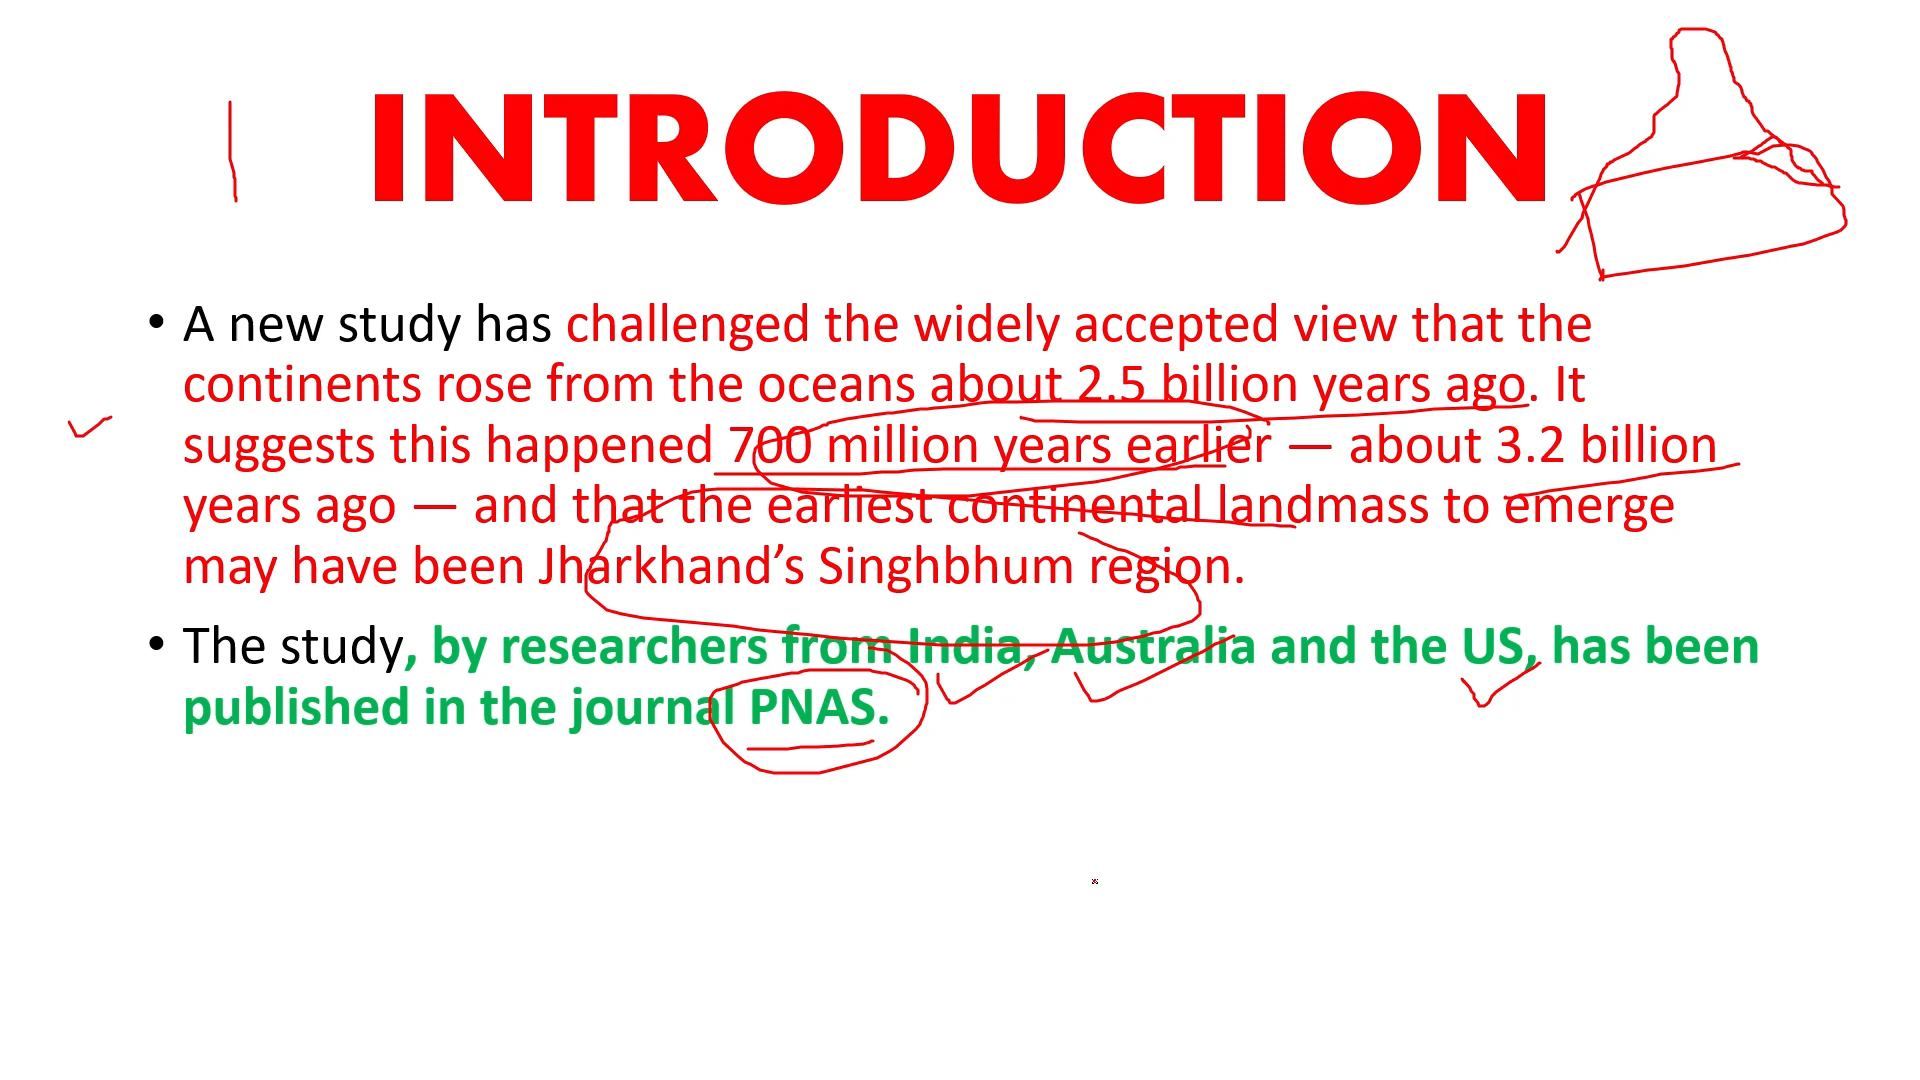 INTRODUCTION
• A new study has challenged the widely accepted view that the
continents rose from the oceans about 2.5 billion years ago. It
suggests this happened 700 million years earlier — about 3.2 billion
years ago — and that the earliest continental landmass to emerge
may have been Jharkhand’s Singhbhum region.
• The study, by researchers from India, Australia and the US, has been
published in the journal PNAS.